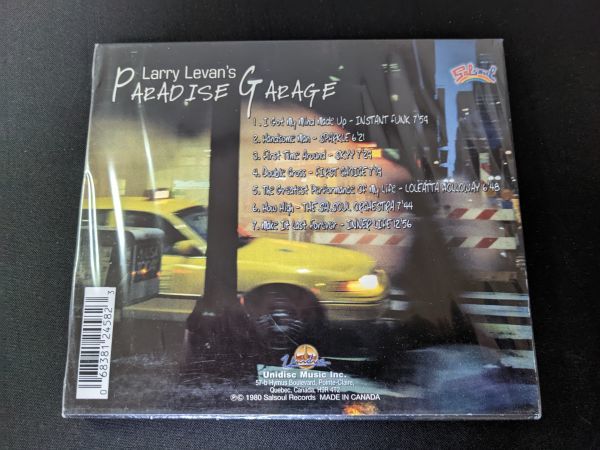 Larry Levan's
PARADISE GARAGE
Salsoul
1. I Got My Mind Made Up - INSTANT FUNK 7'59
2. Handsome Man - SPARKLE 6'21
3. First Time Around - SKYY 7'29
4. Double Cross - FIRST CHOICE 7'14
5. The Greatest Performance Of My Life - LOLEATTA HOLLOWAY 6'48
6. How High - THE SALSOUL ORCHESTRA 7'44
7. Make It Last Forever - INNER LIFE 12'56
0 68381 24582 3
Unidisc
Unidisc Music Inc.
57-b Hymus Boulevard, Pointe-Claire,
Quebec, Canada, H9R 4T2
℗© 1980 Salsoul Records MADE IN CANADA